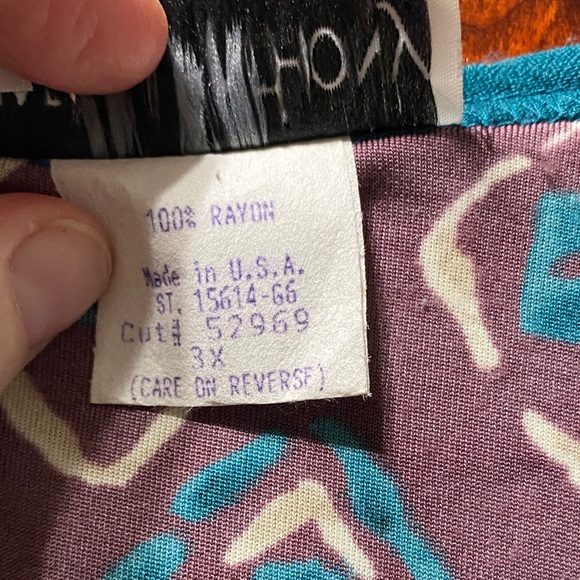 100% RAYON
Made in U.S.A.
ST. 15614-G6
Cut# 52969
3X
(CARE ON REVERSE)